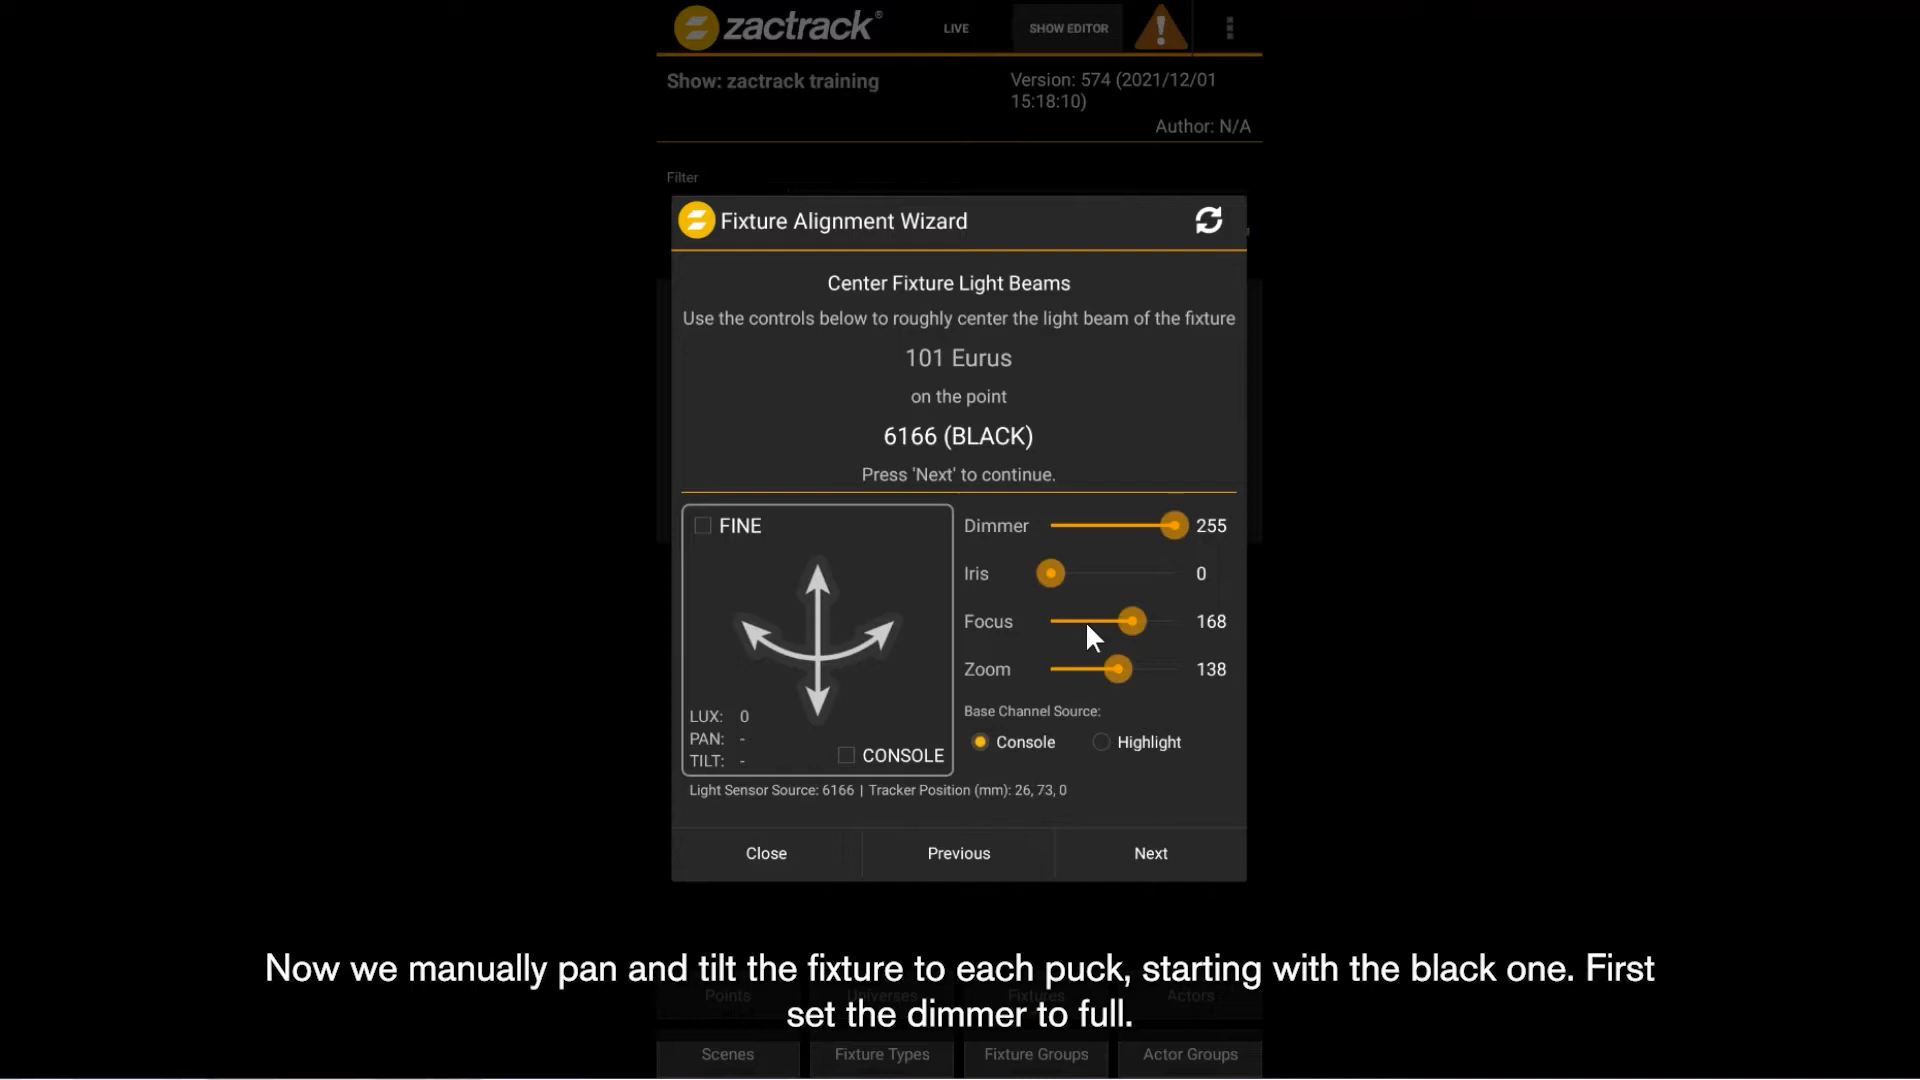 zactrack®
LIVE
SHOW EDITOR
Show: zactrack training
Version: 574 (2021/12/01
15:18:10)
Author: N/A
Filter
Fixture Alignment Wizard
Center Fixture Light Beams
Use the controls below to roughly center the light beam of the fixture
101 Eurus
on the point
6166 (BLACK)
Press 'Next' to continue.
FINE
LUX: 0
PAN: -
TILT: -
CONSOLE
Dimmer 255
Iris 0
Focus 168
Zoom 138
Base Channel Source:
Console Highlight
Light Sensor Source: 6166 | Tracker Position (mm): 26, 73, 0
Close Previous Next
Now we manually pan and tilt the fixture to each puck, starting with the black one. First
set the dimmer to full.
Points Universes Fixtures Actors
Scenes Fixture Types Fixture Groups Actor Groups